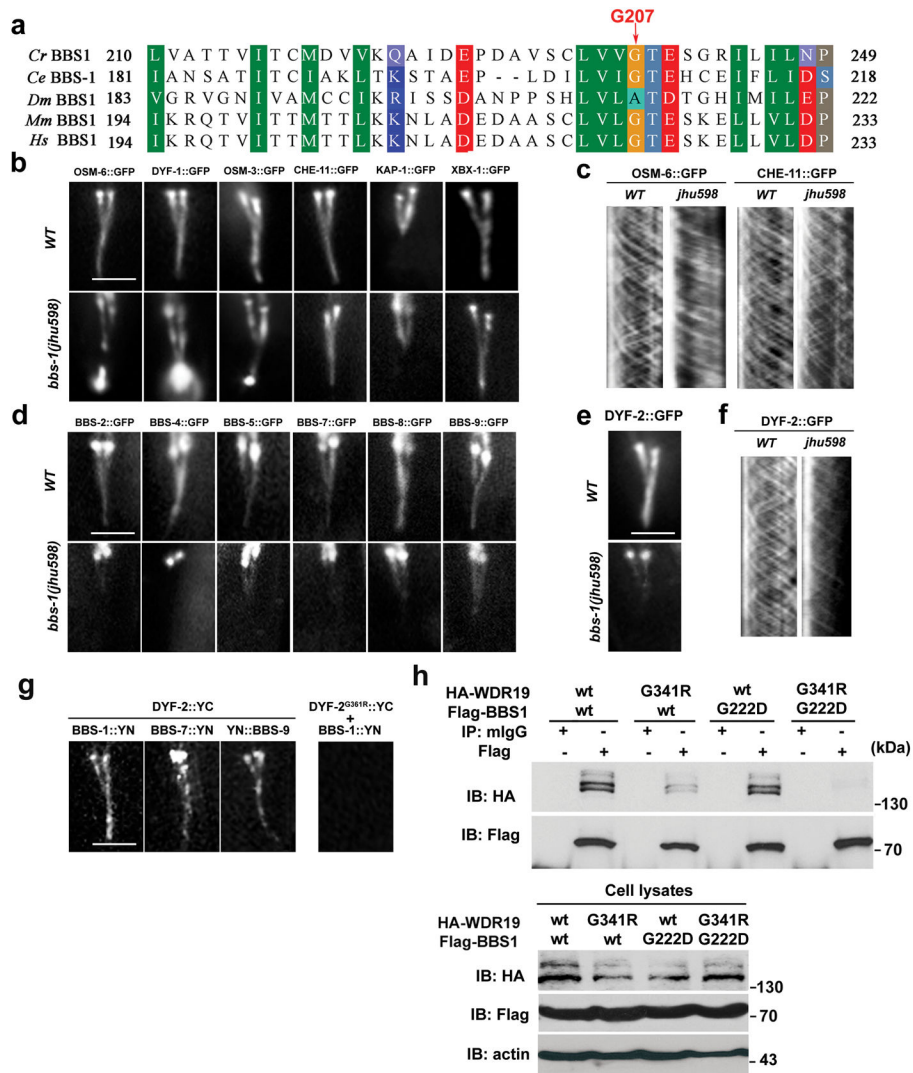 a
G207
Cr BBS1 210 LVATTVITCMDVVKQAIDEPDAVSCLVVGTESGRILILNP 249
Ce BBS-1 181 IANSATITCIAKLTKSTAEP--LDILVIGTEHCEIFLIDS 218
Dm BBS1 183 VGRVGNIVAMCCIKRISSDANPPSHLVLATDTGHIMILEP 222
Mm BBS1 194 IKRQTVITTMTTLKKNLADEDAASCLVLGTESKELLVLDP 233
Hs BBS1 194 IKRQTVITTMTTLKKNLADEDAASCLVLGTESKELLVLDP 233
b
OSM-6::GFP DYF-1::GFP OSM-3::GFP CHE-11::GFP KAP-1::GFP XBX-1::GFP
WT
bbs-1(jhu598)
c
OSM-6::GFP CHE-11::GFP
WT jhu598 WT jhu598
d
BBS-2::GFP BBS-4::GFP BBS-5::GFP BBS-7::GFP BBS-8::GFP BBS-9::GFP
WT
bbs-1(jhu598)
e
DYF-2::GFP
WT
bbs-1(jhu598)
f
DYF-2::GFP
WT jhu598
g
DYF-2::YC
BBS-1::YN BBS-7::YN YN::BBS-9
DYF-2G361R::YC
+
BBS-1::YN
h
HA-WDR19 wt G341R wt G341R
Flag-BBS1 wt wt G222D G222D
IP: mIgG + - + - + - + -
Flag - + - + - + - +
(kDa)
IB: HA
-130
IB: Flag
-70
Cell lysates
HA-WDR19 wt G341R wt G341R
Flag-BBS1 wt wt G222D G222D
IB: HA
-130
IB: Flag
- 70
IB: actin
- 43